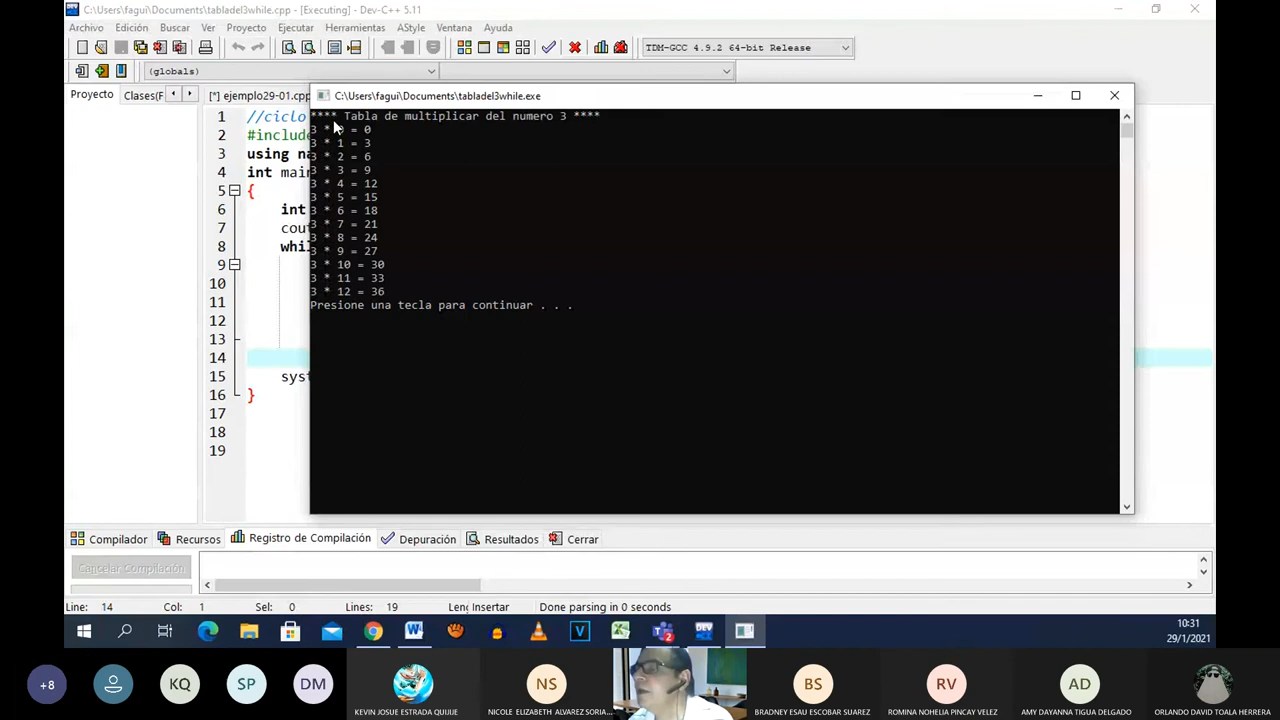 C:\Users\fagui\Documents\tabladel3while.cpp - [Executing] - Dev-C++ 5.11
Archivo Edición Buscar Ver Proyecto Ejecutar Herramientas AStyle Ventana Ayuda
TDM-GCC 4.9.2 64-bit Release
(globals)
Proyecto Clases(F [*] ejemplo29-01.cpp
C:\Users\fagui\Documents\tabladel3while.exe
**** Tabla de multiplicar del numero 3 ****
3 * 0 = 0
3 * 1 = 3
3 * 2 = 6
3 * 3 = 9
3 * 4 = 12
3 * 5 = 15
3 * 6 = 18
3 * 7 = 21
3 * 8 = 24
3 * 9 = 27
3 * 10 = 30
3 * 11 = 33
3 * 12 = 36
Presione una tecla para continuar . . .
1 //ciclo
2 #include
3 using na
4 int main
5 {
6 int
7 cou
8 whil
9
10
11
12
13
14
15 syst
16 }
17
18
19
Compilador Recursos Registro de Compilación Depuración Resultados Cerrar
Cancelar Compilación
Line: 14 Col: 1 Sel: 0 Lines: 19 Leng Insertar Done parsing in 0 seconds
10:31
29/1/2021
+8 KQ SP DM NS BS RV AD
KEVIN JOSUE ESTRADA QUIJIJE NICOLE ELIZABETH ALVAREZ SORIA... BRADNEY ESAU ESCOBAR SUAREZ ROMINA NOHELIA PINCAY VELEZ AMY DAYANNA TIGUA DELGADO ORLANDO DAVID TOALA HERRERA